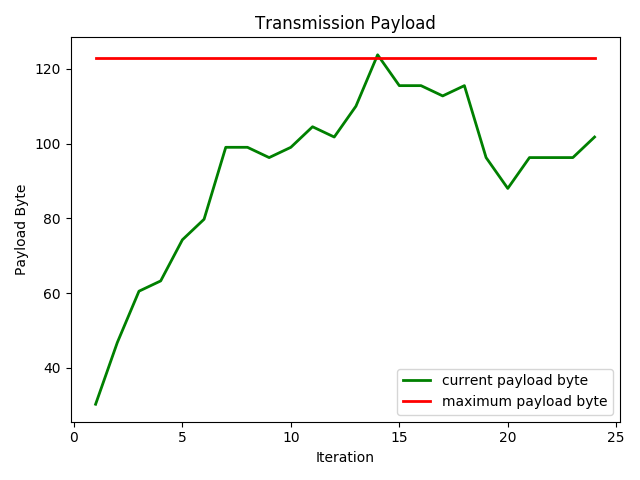 Transmission Payload
120
100
80
60
40
Payload Byte
0
5
10
15
20
25
Iteration
current payload byte
maximum payload byte